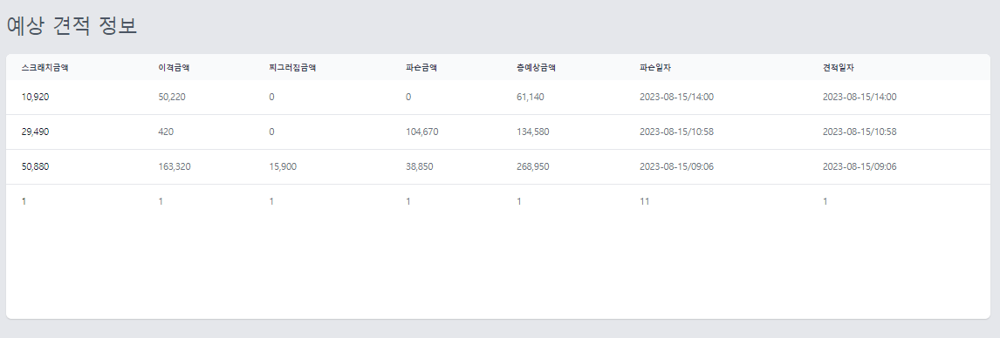 예상 견적 정보
스크래치금액 이격금액 찌그러짐금액 파손금액 총예상금액 파손일자 견적일자
10,920 50,220 0 0 61,140 2023-08-15/14:00 2023-08-15/14:00
29,490 420 0 104,670 134,580 2023-08-15/10:58 2023-08-15/10:58
50,880 163,320 15,900 38,850 268,950 2023-08-15/09:06 2023-08-15/09:06
1 1 1 1 1 11 1